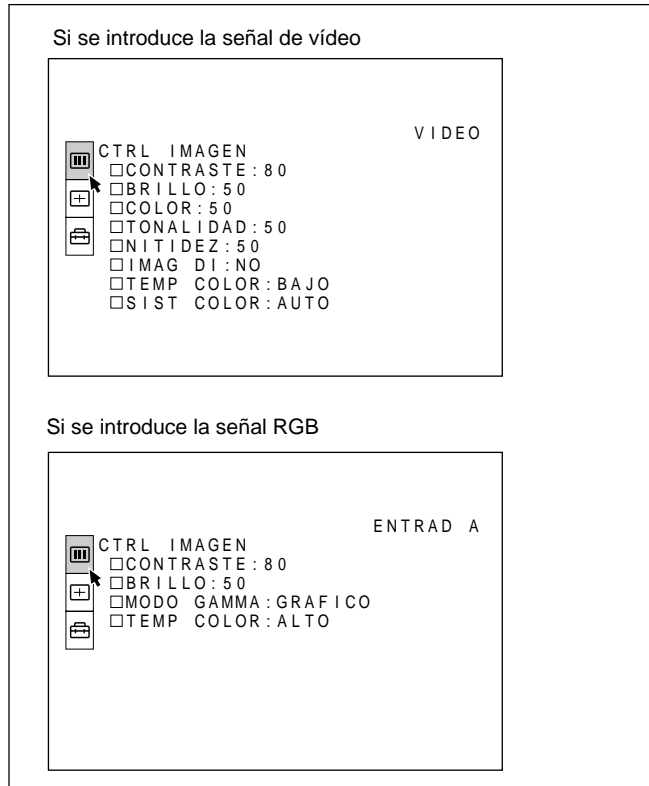 Si se introduce la señal de vídeo
VIDEO
CTRL IMAGEN
□CONTRASTE:80
□BRILLO:50
□COLOR:50
□TONALIDAD:50
□NITIDEZ:50
□IMAG DI:NO
□TEMP COLOR:BAJO
□SIST COLOR:AUTO
Si se introduce la señal RGB
ENTRAD A
CTRL IMAGEN
□CONTRASTE:80
□BRILLO:50
□MODO GAMMA:GRAFICO
□TEMP COLOR:ALTO